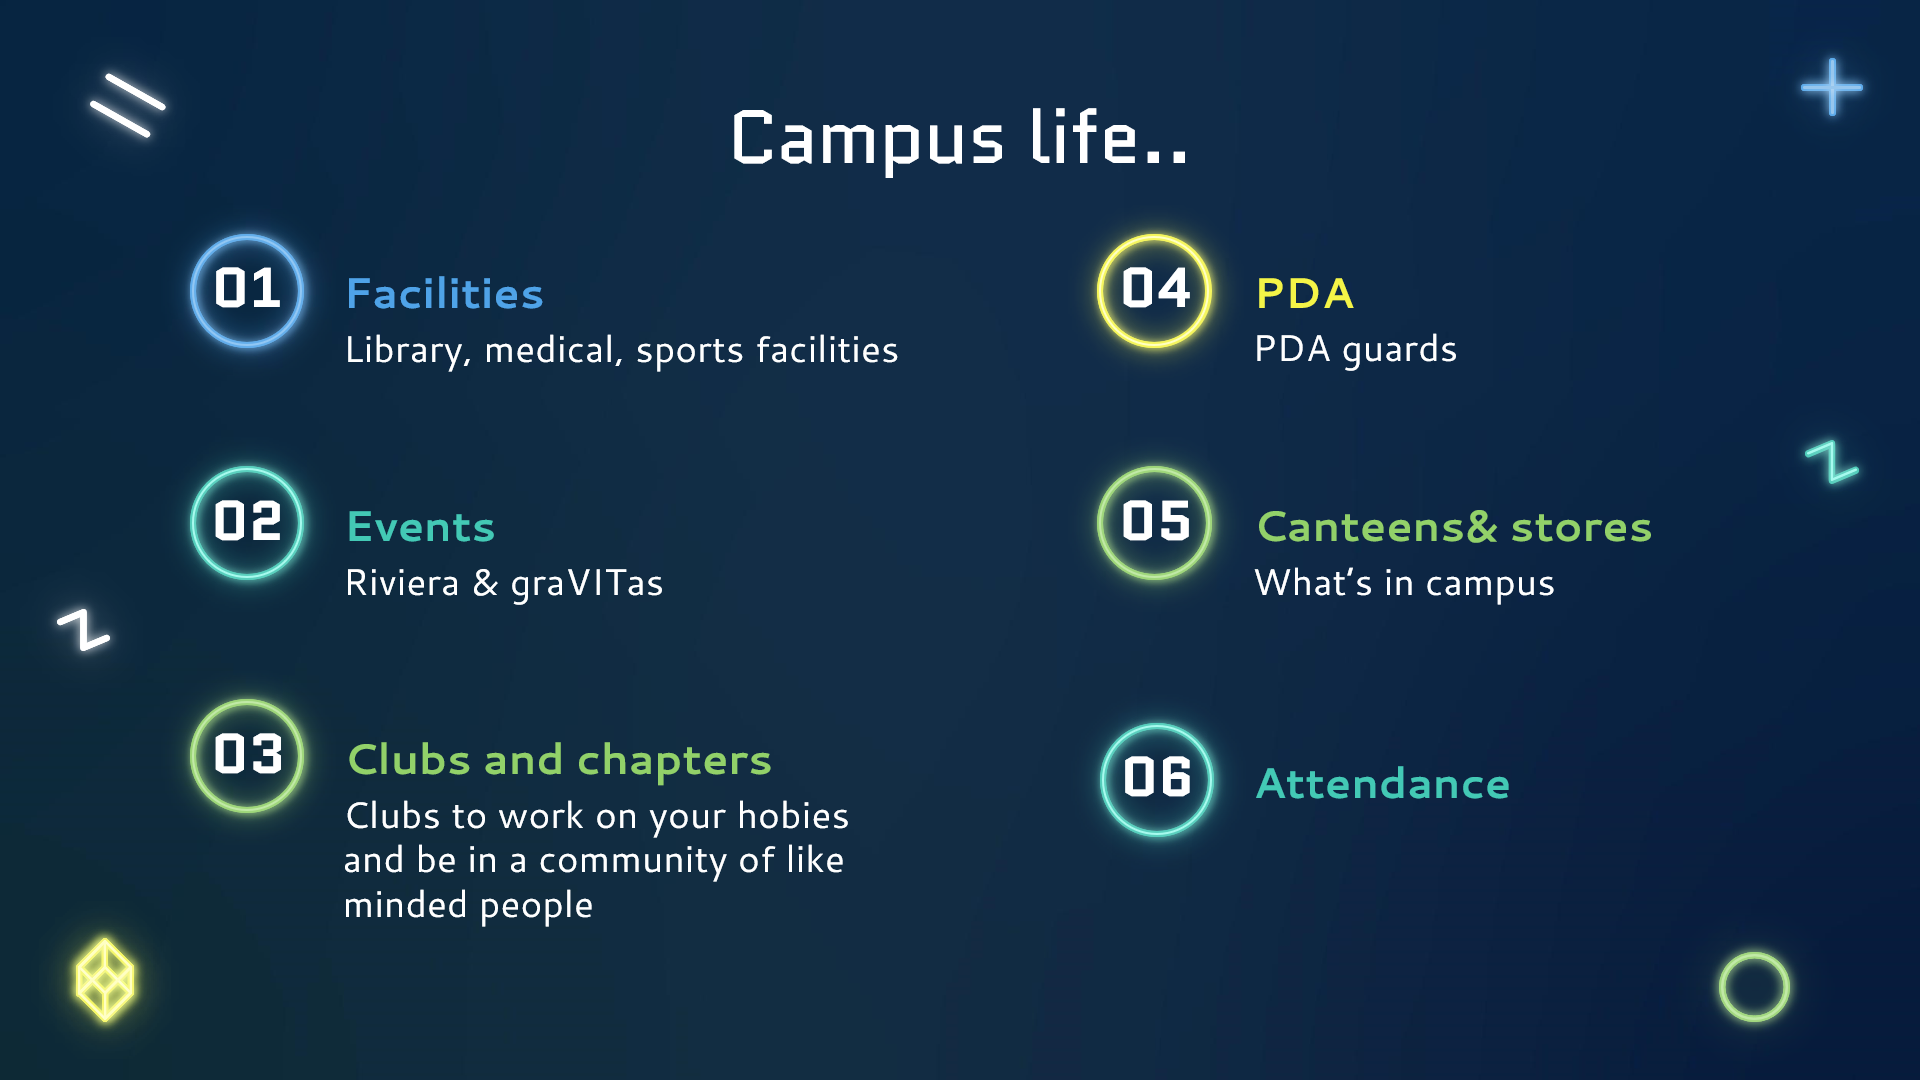 Campus life..
01
Facilities
Library, medical, sports facilities
02
Events
Riviera & graVITas
03
Clubs and chapters
Clubs to work on your hobies
and be in a community of like
minded people
04
PDA
PDA guards
05
Canteens& stores
What's in campus
06
Attendance